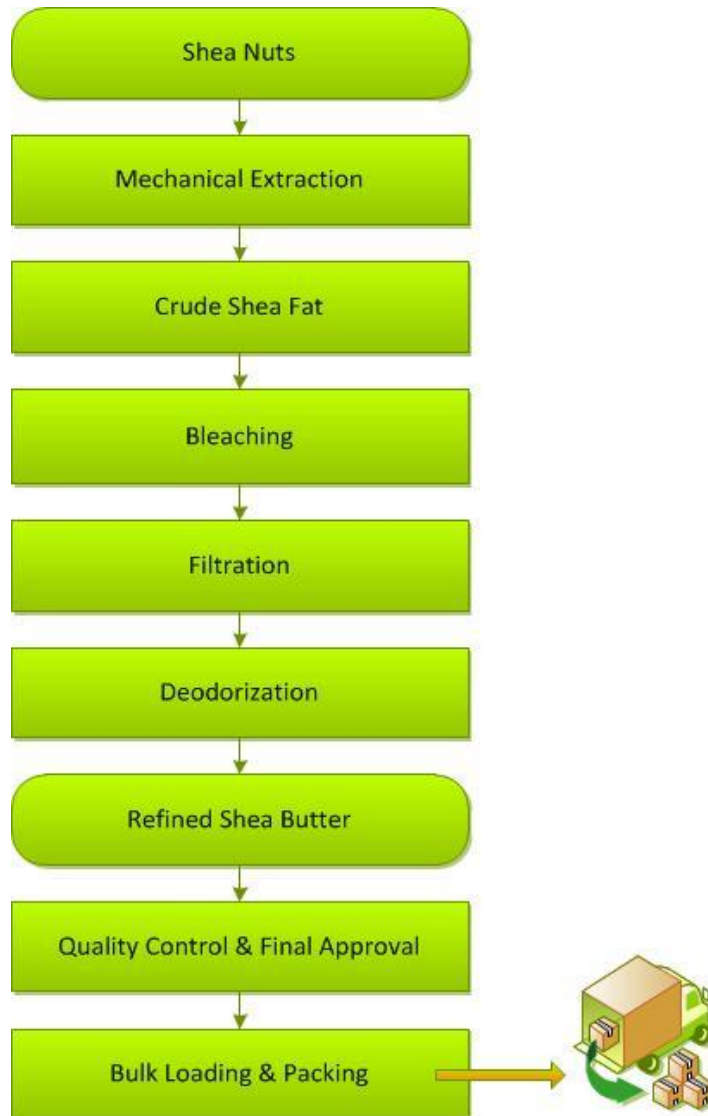 Shea Nuts
Mechanical Extraction
Crude Shea Fat
Bleaching
Filtration
Deodorization
Refined Shea Butter
Quality Control & Final Approval
Bulk Loading & Packing